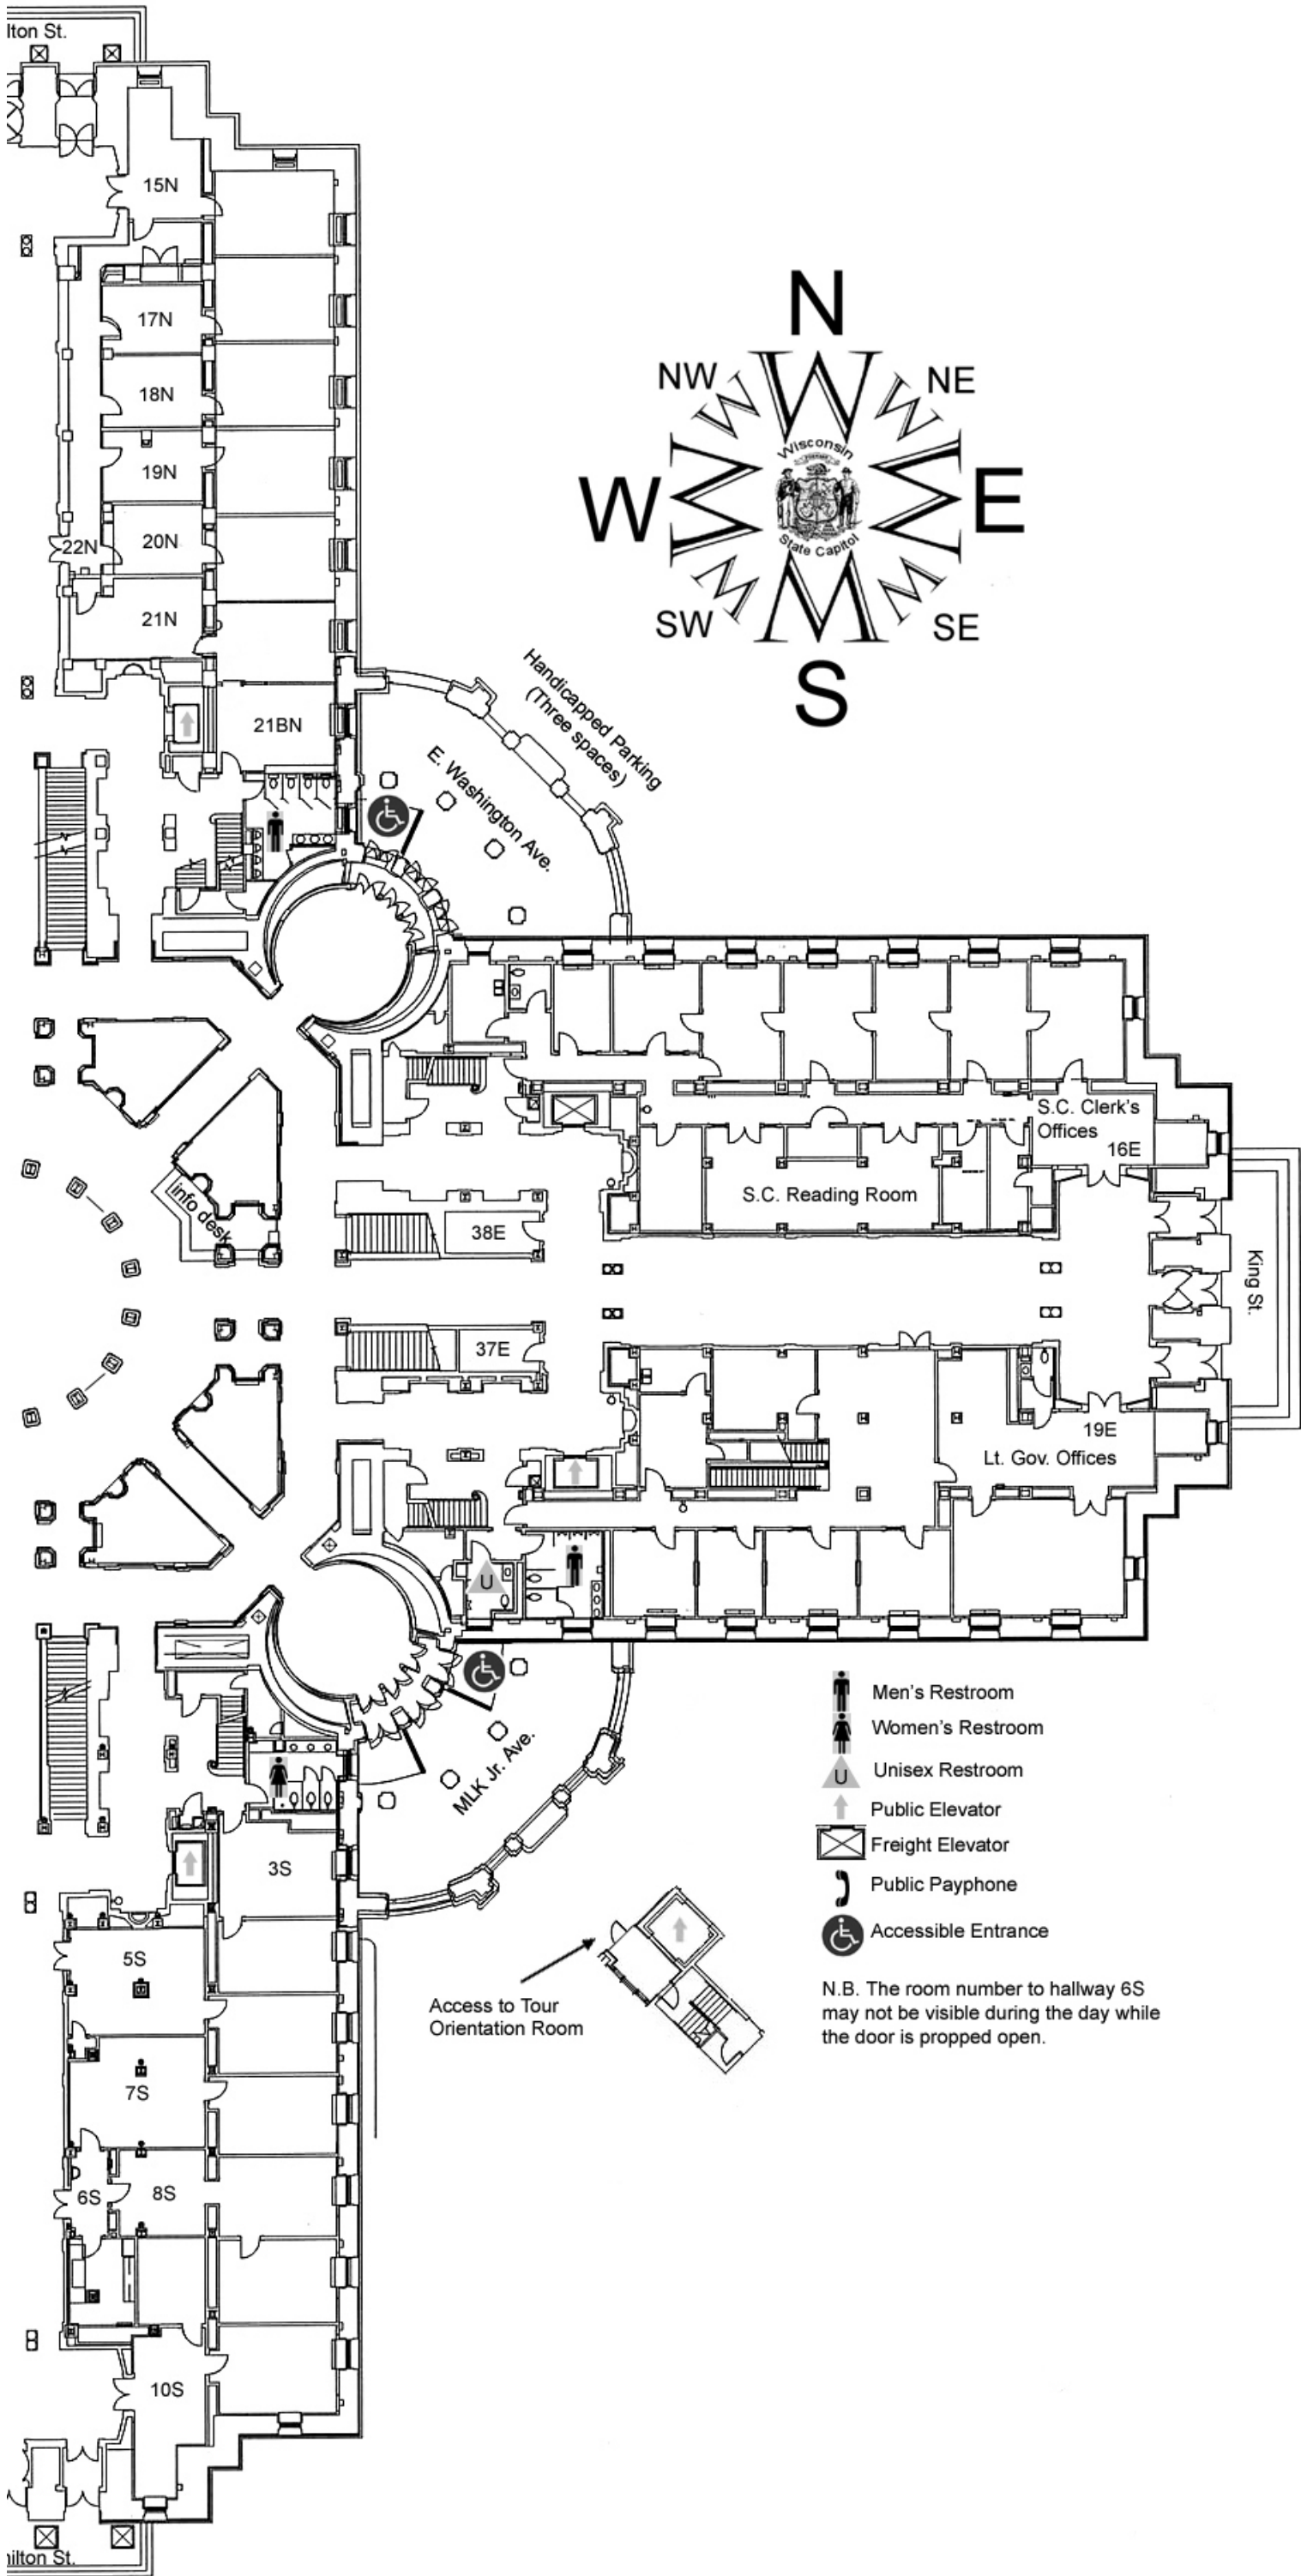 lton St.
15N
17N
18N
19N
20N
22N
21N
21BN
N
NW
NE
W
E
Wisconsin
State Capitol
SW
SE
S
Handicapped Parking
(Three spaces)
E. Washington Ave.
S.C. Clerk's
Offices
16E
S.C. Reading Room
info desk
38E
King St.
37E
19E
Lt. Gov. Offices
U
MLK Jr. Ave.
Men's Restroom
Women's Restroom
U
Unisex Restroom
Public Elevator
Freight Elevator
Public Payphone
Accessible Entrance
3S
5S
7S
6S
8S
10S
Access to Tour
Orientation Room
N.B. The room number to hallway 6S
may not be visible during the day while
the door is propped open.
ilton St.